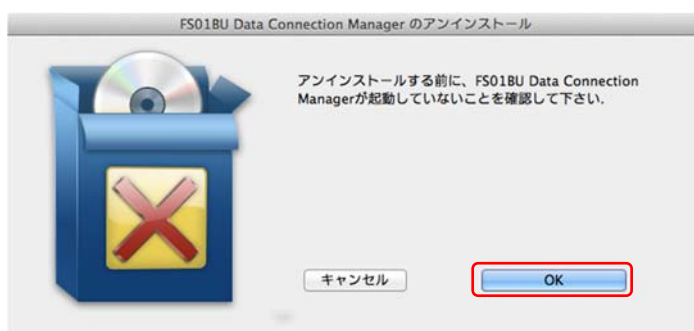 FS01BU Data Connection Manager のアンインストール
アンインストールする前に、FS01BU Data Connection
Managerが起動していないことを確認して下さい.
キャンセル
OK